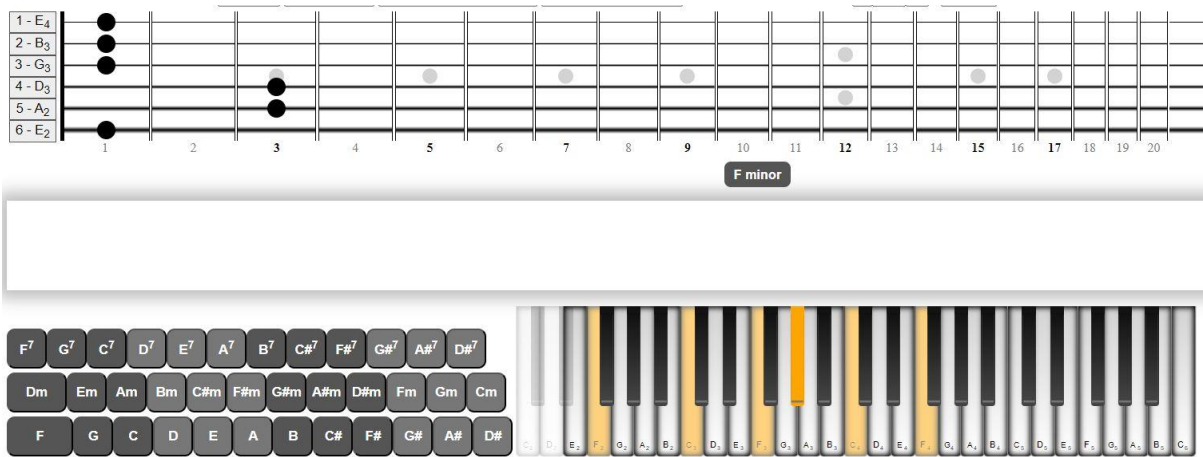 1 - E4
2 - B3
3 - G3
4 - D3
5 - A2
6 - E2
1 2 3 4 5 6 7 8 9 10 11 12 13 14 15 16 17 18 19 20
F minor
F7 G7 C7 D7 E7 A7 B7 C#7 F#7 G#7 A#7 D#7
Dm Em Am Bm C#m F#m G#m A#m D#m Fm Gm Cm
F G C D E A B C# F# G# A# D#
C2 D2 E2 F2 G2 A2 B2 C3 D3 E3 F3 G3 A3 B3 C4 D4 E4 F4 G4 A4 B4 C5 D5 E5 F5 G5 A5 B5 C6